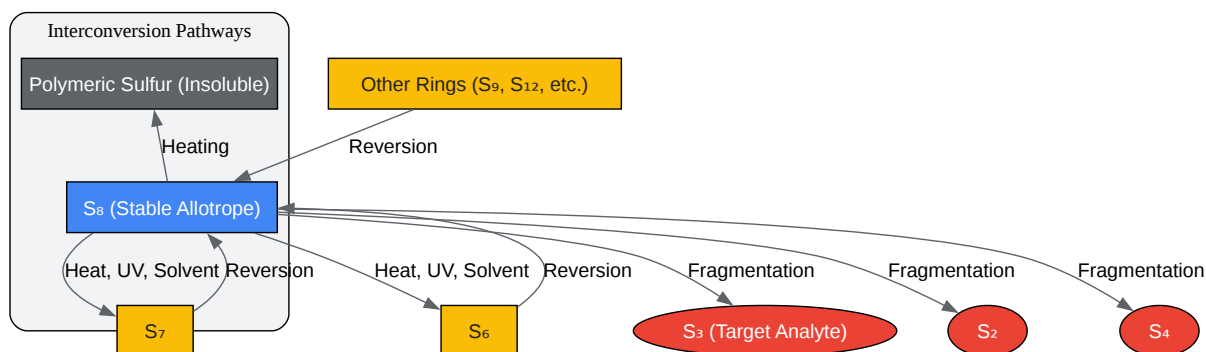 Interconversion Pathways
Polymeric Sulfur (Insoluble)
Other Rings (S₉, S₁₂, etc.)
Heating
Reversion
S₈ (Stable Allotrope)
Heat, UV, Solvent
Reversion
Heat, UV, Solvent
Reversion
Fragmentation
Fragmentation
Fragmentation
S₇
S₆
S₃ (Target Analyte)
S₂
S₄